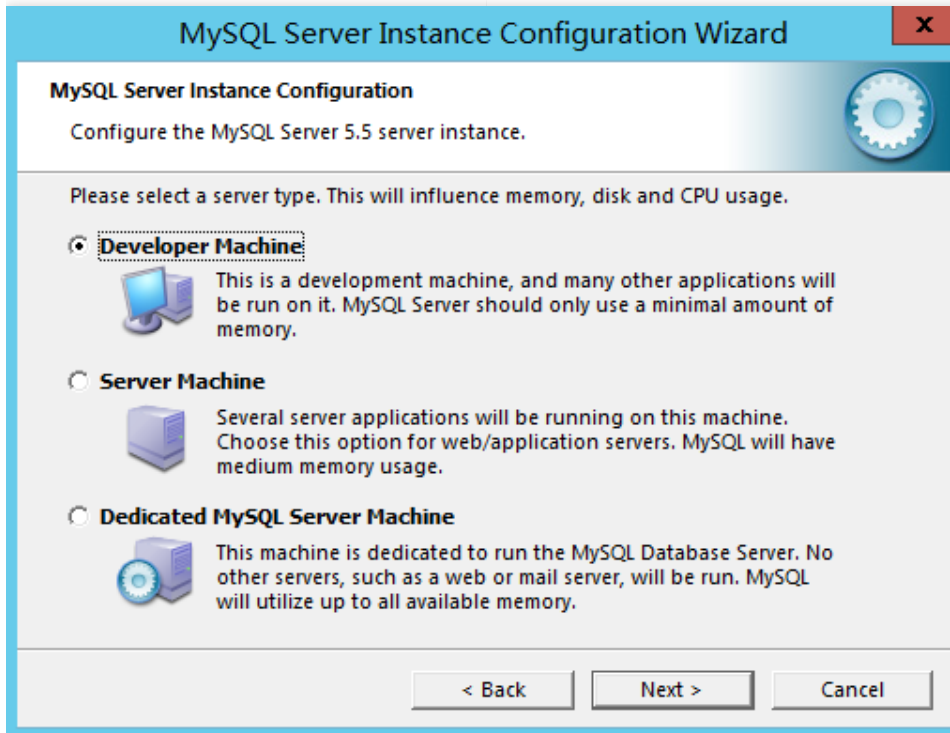 MySQL Server Instance Configuration Wizard
x
MySQL Server Instance Configuration
Configure the MySQL Server 5.5 server instance.
Please select a server type. This will influence memory, disk and CPU usage.
Developer Machine
This is a development machine, and many other applications will
be run on it. MySQL Server should only use a minimal amount of
memory.
Server Machine
Several server applications will be running on this machine.
Choose this option for web/application servers. MySQL will have
medium memory usage.
Dedicated MySQL Server Machine
This machine is dedicated to run the MySQL Database Server. No
other servers, such as a web or mail server, will be run. MySQL
will utilize up to all available memory.
< Back Next > Cancel